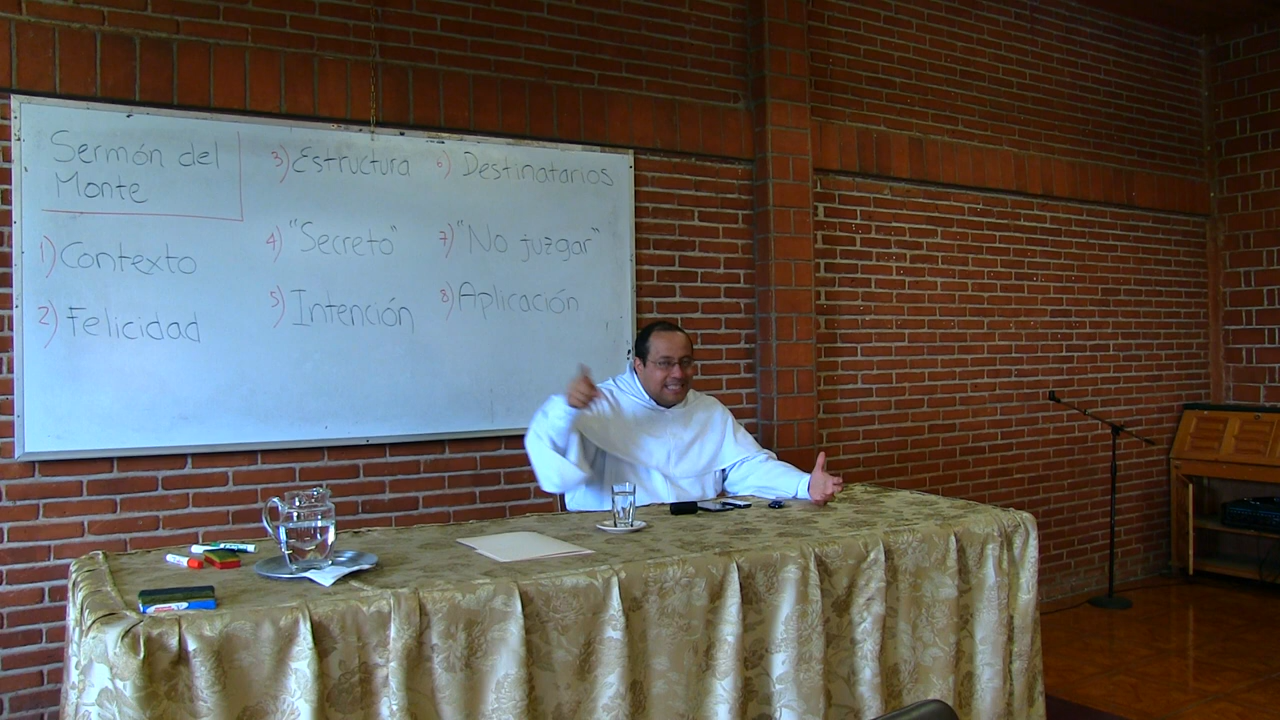 Sermón del
Monte
1) Contexto
2) Felicidad
3) Estructura
4) "Secreto"
5) Intención
6) Destinatarios
7) "No juzgar"
8) Aplicación